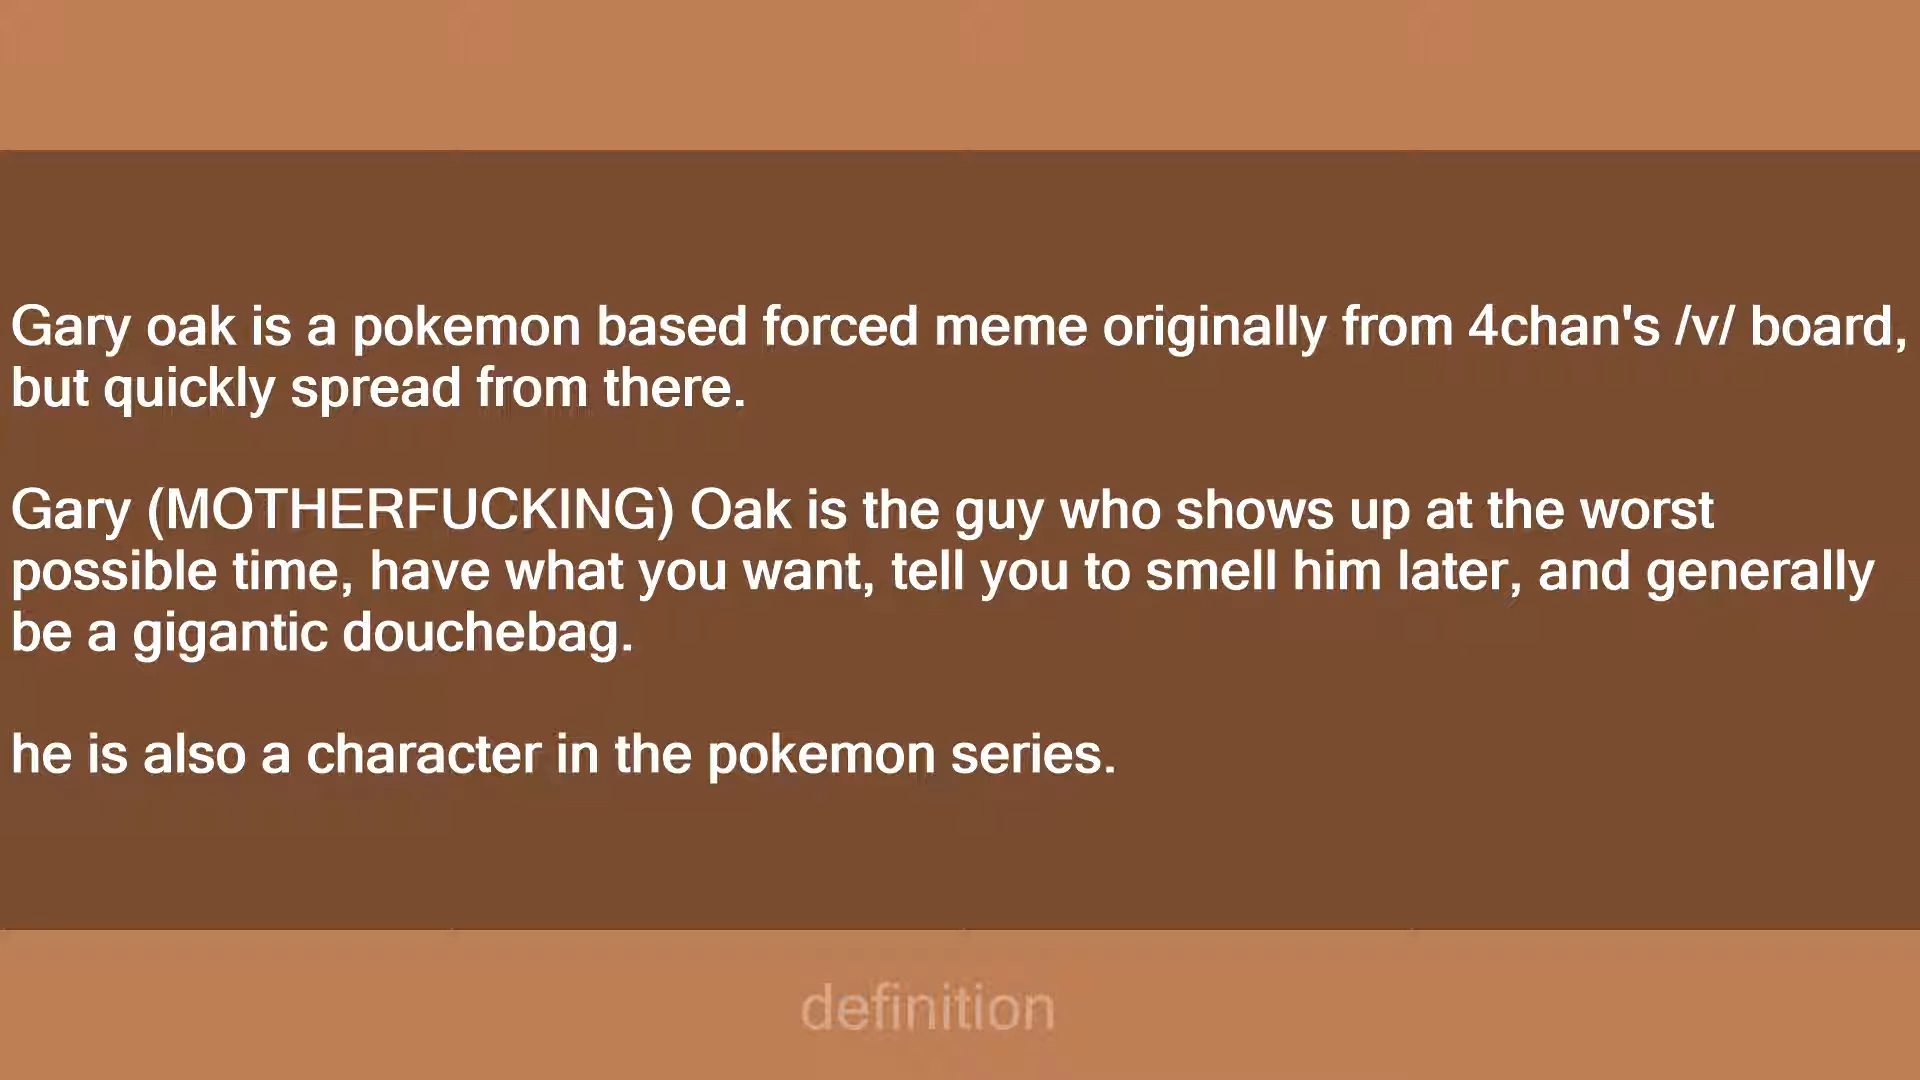 Gary oak is a pokemon based forced meme originally from 4chan's /v/ board,
but quickly spread from there.
Gary (MOTHERFUCKING) Oak is the guy who shows up at the worst
possible time, have what you want, tell you to smell him later, and generally
be a gigantic douchebag.
he is also a character in the pokemon series.
definition